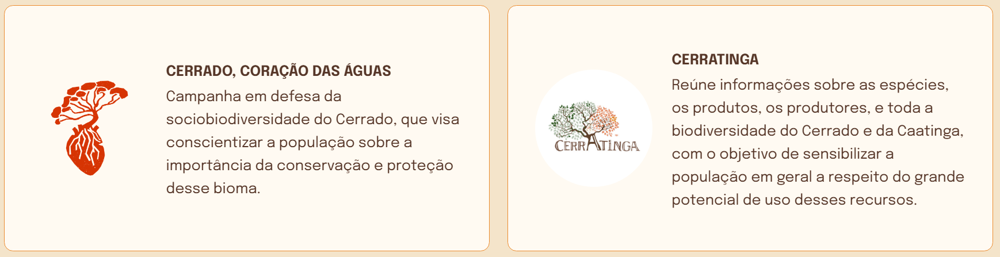 CERRADO, CORAÇÃO DAS ÁGUAS
Campanha em defesa da
sociobiodiversidade do Cerrado, que visa
conscientizar a população sobre a
importância da conservação e proteção
desse bioma.
CERRATINGA
CERRATINGA
Reúne informações sobre as espécies,
os produtos, os produtores, e toda a
biodiversidade do Cerrado e da Caatinga,
com o objetivo de sensibilizar a
população em geral a respeito do grande
potencial de uso desses recursos.